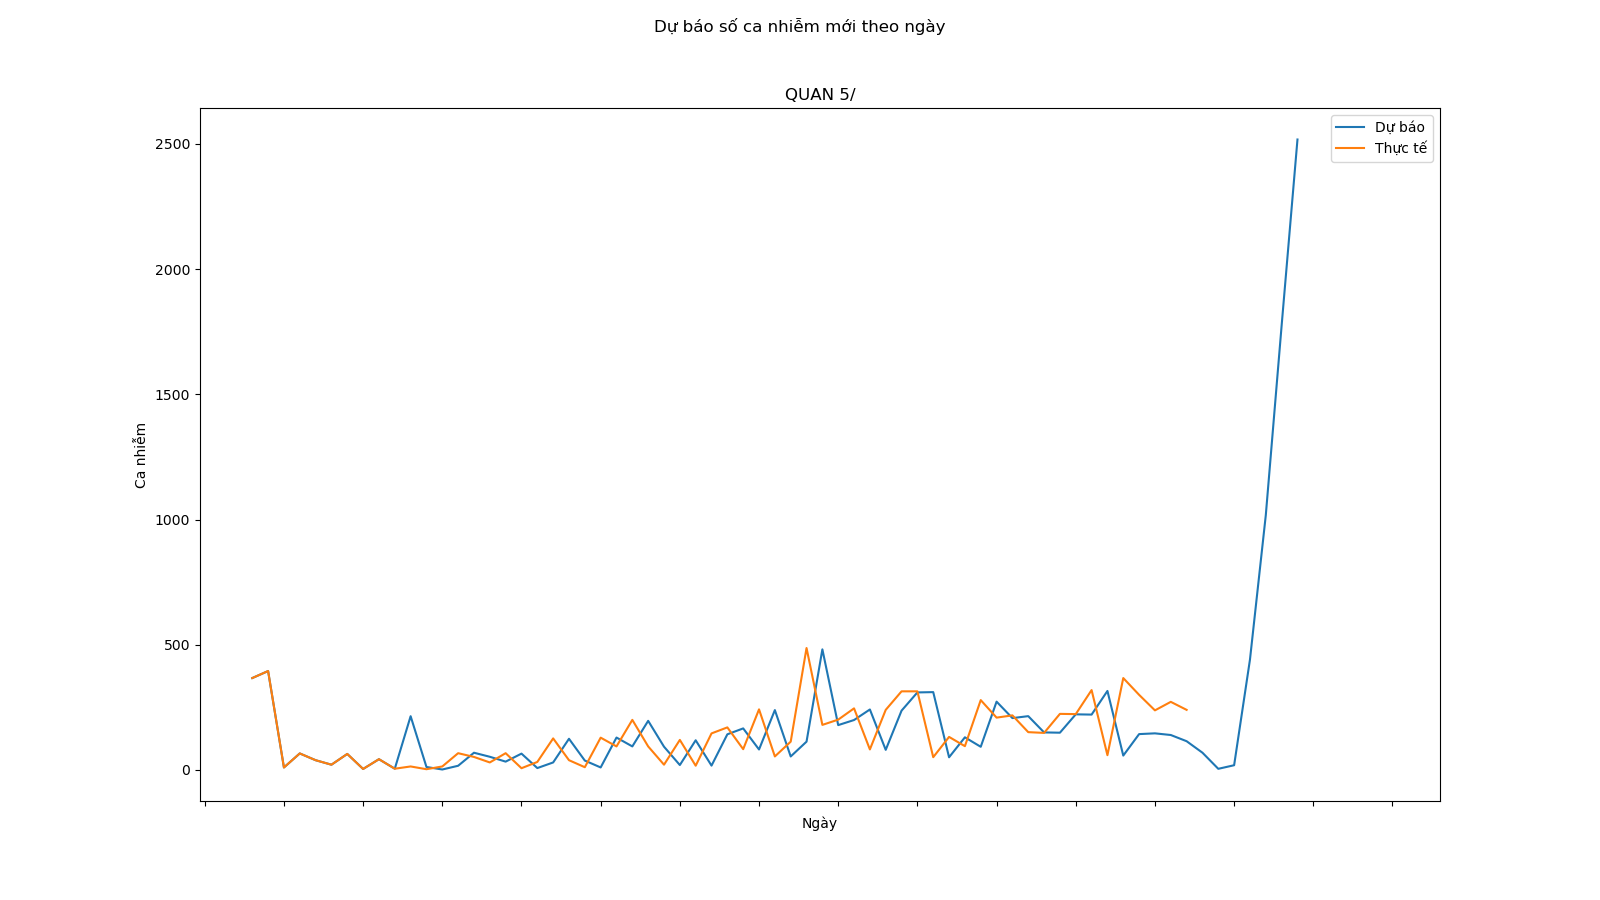 Dự báo số ca nhiễm mới theo ngày
QUAN 5/
Dự báo
Thực tế
2500
2000
1500
1000
500
0
Ca nhiễm
Ngày